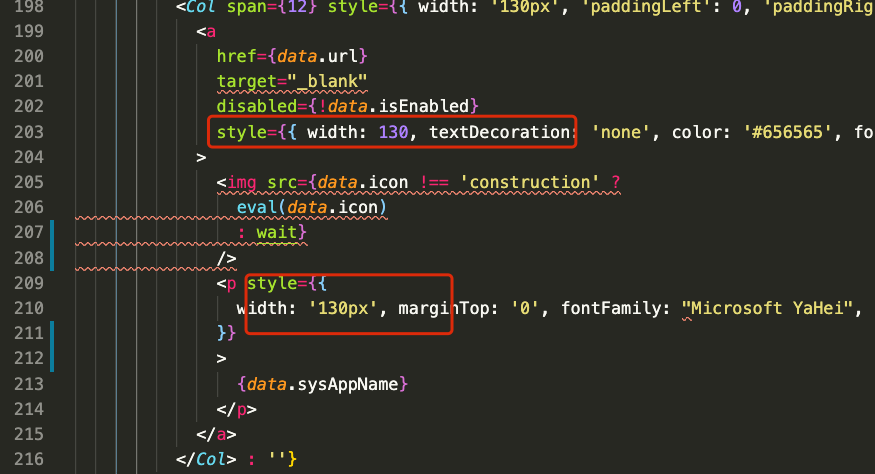 198 <Col span={12} style={{ width: '130px', 'paddingLeft': 0, 'paddingRig
199 <a
200 href={data.url}
201 target="_blank"
202 disabled={!data.isEnabled}
203 style={{ width: 130, textDecoration: 'none', color: '#656565', fo
204 >
205 <img src={data.icon !== 'construction' ?
206 eval(data.icon)
207 : wait}
208 />
209 <p style={{
210 width: '130px', marginTop: '0', fontFamily: "Microsoft YaHei",
211 }}
212 >
213 {data.sysAppName}
214 </p>
215 </a>
216 </Col> : ''}